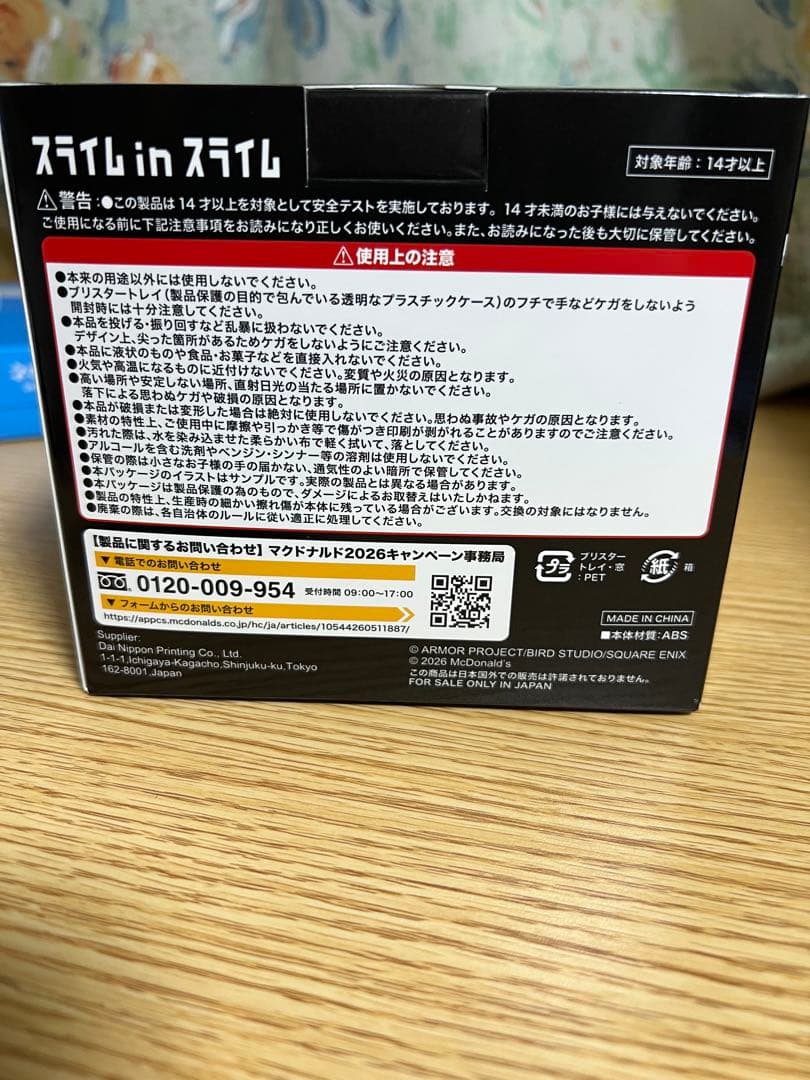 スライム in スライム
対象年齢:14才以上
⚠警告:●この製品は 14 才以上を対象として安全テストを実施しております。14 才未満のお子様には与えないでください。
ご使用になる前に下記注意事項をお読みになり正しくお使いください。また、お読みになった後も大切に保管してください。
⚠使用上の注意
●本来の用途以外には使用しないでください。
●ブリスタートレイ(製品保護の目的で包んでいる透明なプラスチックケース)のフチで手などケガをしないよう
開封時には十分注意してください。
●本品を投げる・振り回すなど乱暴に扱わないでください。
デザイン上、尖った箇所があるためケガをしないようにご注意ください。
●本品に液状のものや食品・お菓子などを直接入れないでください。
●火気や高温になるものに近付けないでください。変質や火災の原因となります。
●高い場所や安定しない場所、直射日光の当たる場所に置かないでください。
落下による思わぬケガや破損の原因となります。
●本品が破損または変形した場合は絶対に使用しないでください。思わぬ事故やケガの原因となります。
●素材の特性上、ご使用中に摩擦や引っかき等で傷がつき印刷が剥がれることがありますのでご注意ください。
●汚れた際は、水を染み込ませた柔らかい布で軽く拭いて、落としてください。
●アルコールを含む洗剤やベンジン・シンナー等の溶剤は使用しないでください。
●保管の際は小さなお子様の手の届かない、通気性のよい暗所で保管してください。
●本パッケージのイラストはサンプルです。実際の製品とは異なる場合があります。
●本パッケージは製品保護の為のもので、ダメージによるお取替えはいたしかねます。
●製品の特性上、生産時の細かい擦れ傷が本体に残っている場合がございます。交換の対象にはなりません。
●廃棄の際は、各自治体のルールに従い適正に処理してください。
【製品に関するお問い合わせ】マクドナルド2026キャンペーン事務局
▼電話でのお問い合わせ
0120-009-954 受付時間 09:00~17:00
▼フォームからのお問い合わせ
https://appcs.mcdonalds.co.jp/hc/ja/articles/10544260511887/
プラ
ブリスター
トレイ・窓
:PET
紙
箱
MADE IN CHINA
■本体材質:ABS
Supplier:
Dai Nippon Printing Co., Ltd.
1-1-1,Ichigaya-Kagacho,Shinjuku-ku,Tokyo
162-8001,Japan
© ARMOR PROJECT/BIRD STUDIO/SQUARE ENIX
© 2026 McDonald's
この商品は日本国外での販売は許諾されておりません。
FOR SALE ONLY IN JAPAN